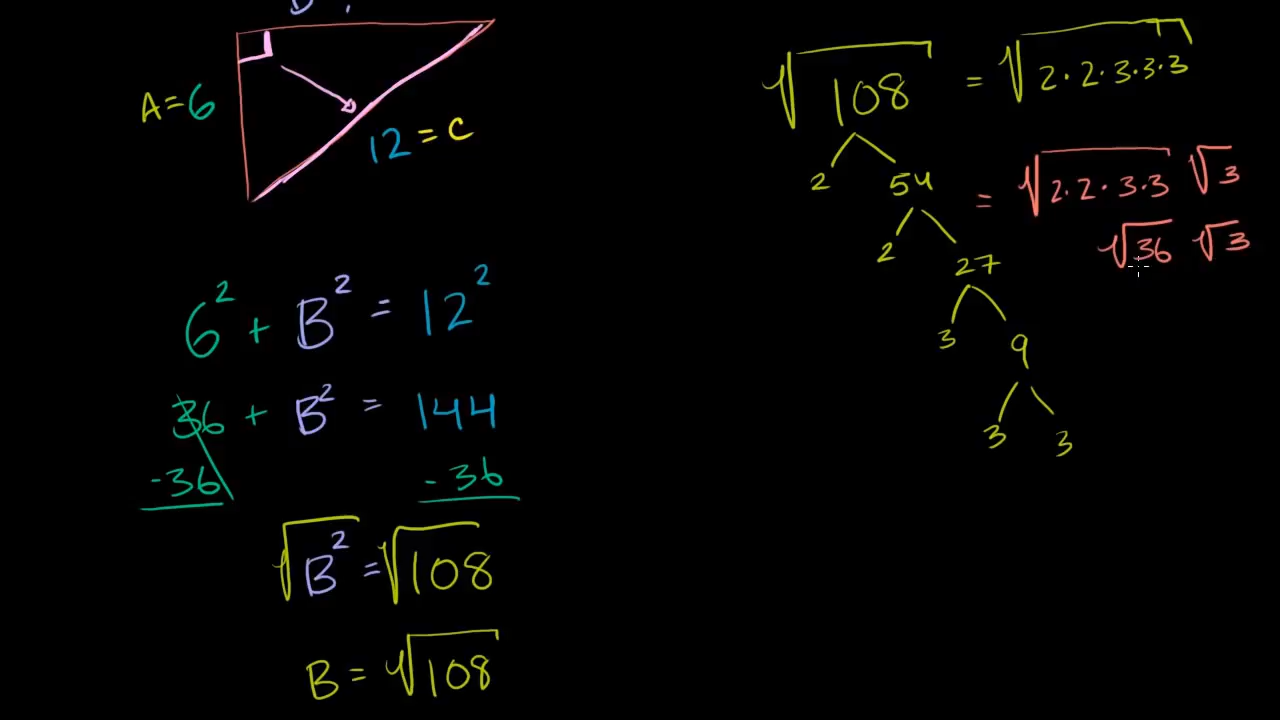 A = 6
12 = C
6² + B² = 12²
36 + B² = 144
-36 -36
√B² = √108
B = √108
√108 = √2·2·3·3·3
2 54
= √2·2·3·3 √3
2 27
√36 √3
3 9
3 3